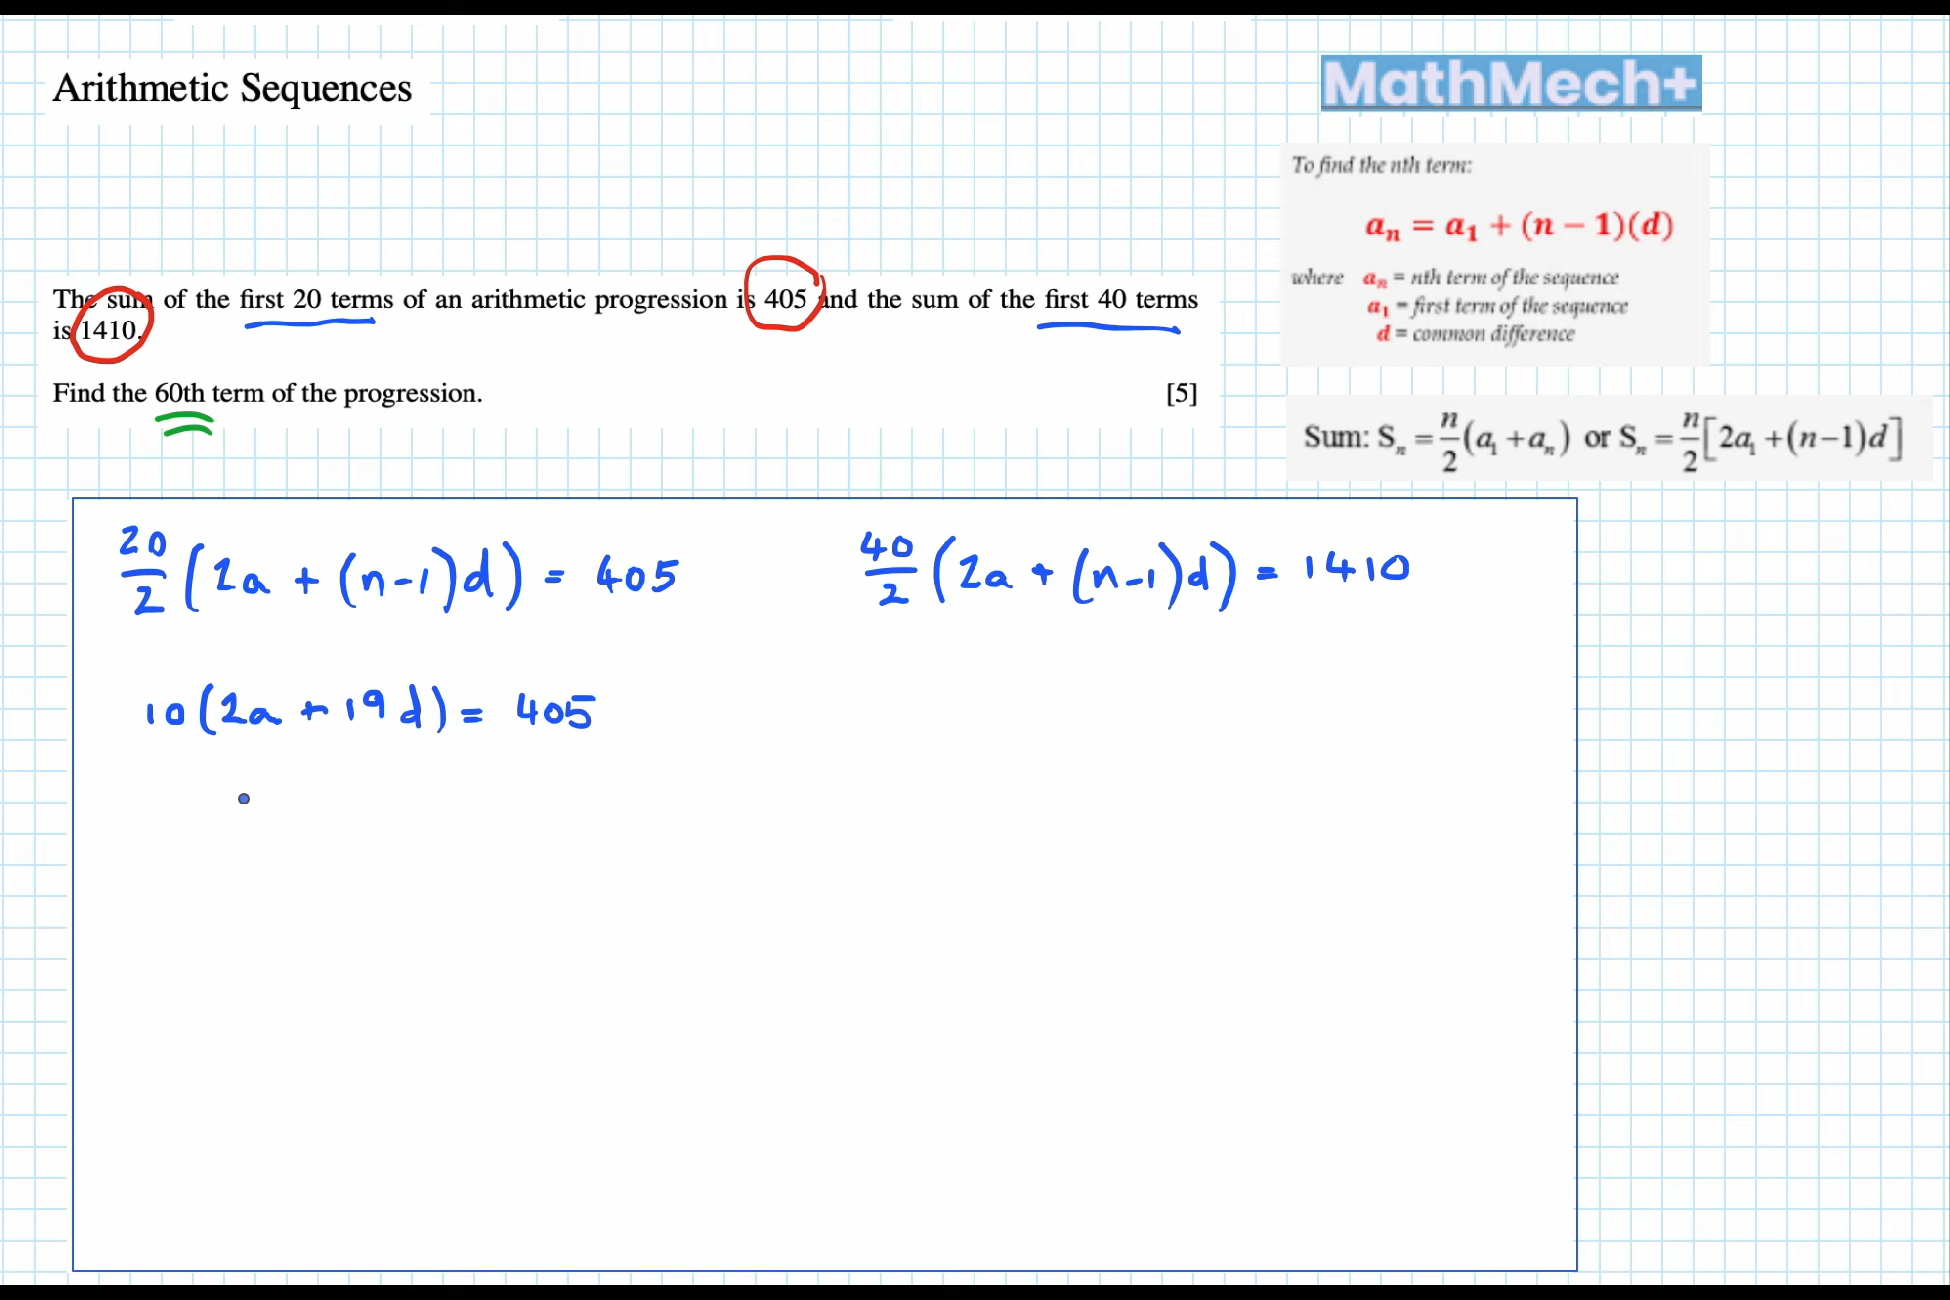 Arithmetic Sequences
MathMech+
To find the nth term:
aₙ = a₁ + (n − 1)(d)
where aₙ = nth term of the sequence
a₁ = first term of the sequence
d = common difference
The sum of the first 20 terms of an arithmetic progression is 405 and the sum of the first 40 terms
is 1410.
Find the 60th term of the progression. [5]
Sum: Sₙ = n/2 (a₁ + aₙ) or Sₙ = n/2 [2a₁ + (n−1)d]
20/2 (2a + (n-1)d) = 405
40/2 (2a + (n-1)d) = 1410
10(2a + 19d) = 405